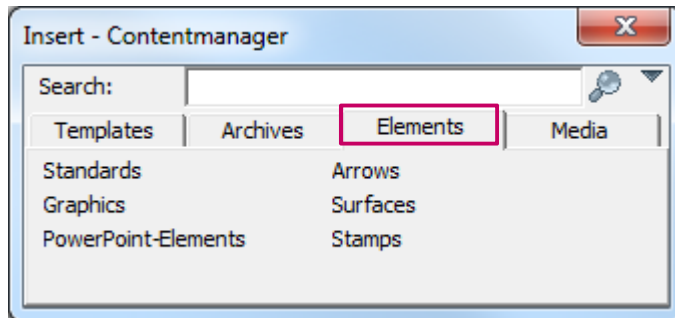 Insert - Contentmanager
Search:
Templates Archives Elements Media
Standards Arrows
Graphics Surfaces
PowerPoint-Elements Stamps